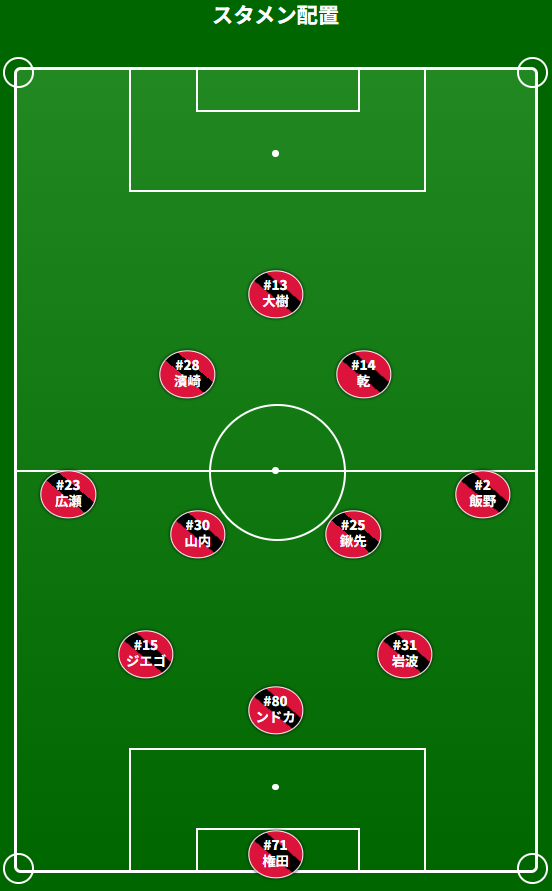 スタメン配置
#13
大樹
#28
濱崎
#14
乾
#23
広瀬
#2
飯野
#30
山内
#25
鍬先
#15
ジエゴ
#31
岩波
#80
ンドカ
#71
権田